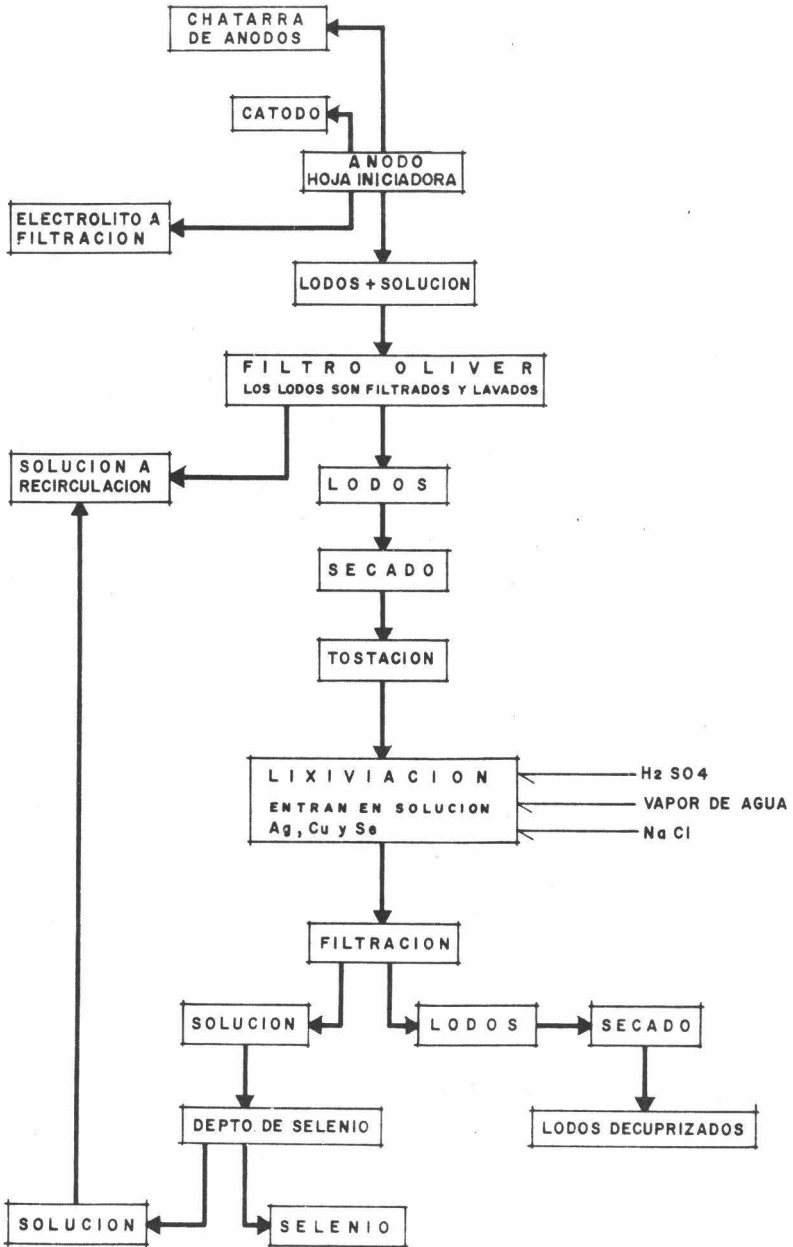 CHATARRA
DE ANODOS
CATODO
ANODO
HOJA INICIADORA
ELECTROLITO A
FILTRACION
LODOS + SOLUCION
FILTRO OLIVER
LOS LODOS SON FILTRADOS Y LAVADOS
SOLUCION A
RECIRCULACION
LODOS
SECADO
TOSTACION
LIXIVIACION
ENTRAN EN SOLUCION
Ag, Cu y Se
H2 SO4
VAPOR DE AGUA
Na Cl
FILTRACION
SOLUCION
LODOS
SECADO
DEPTO. DE SELENIO
LODOS DECUPRIZADOS
SOLUCION
SELENIO